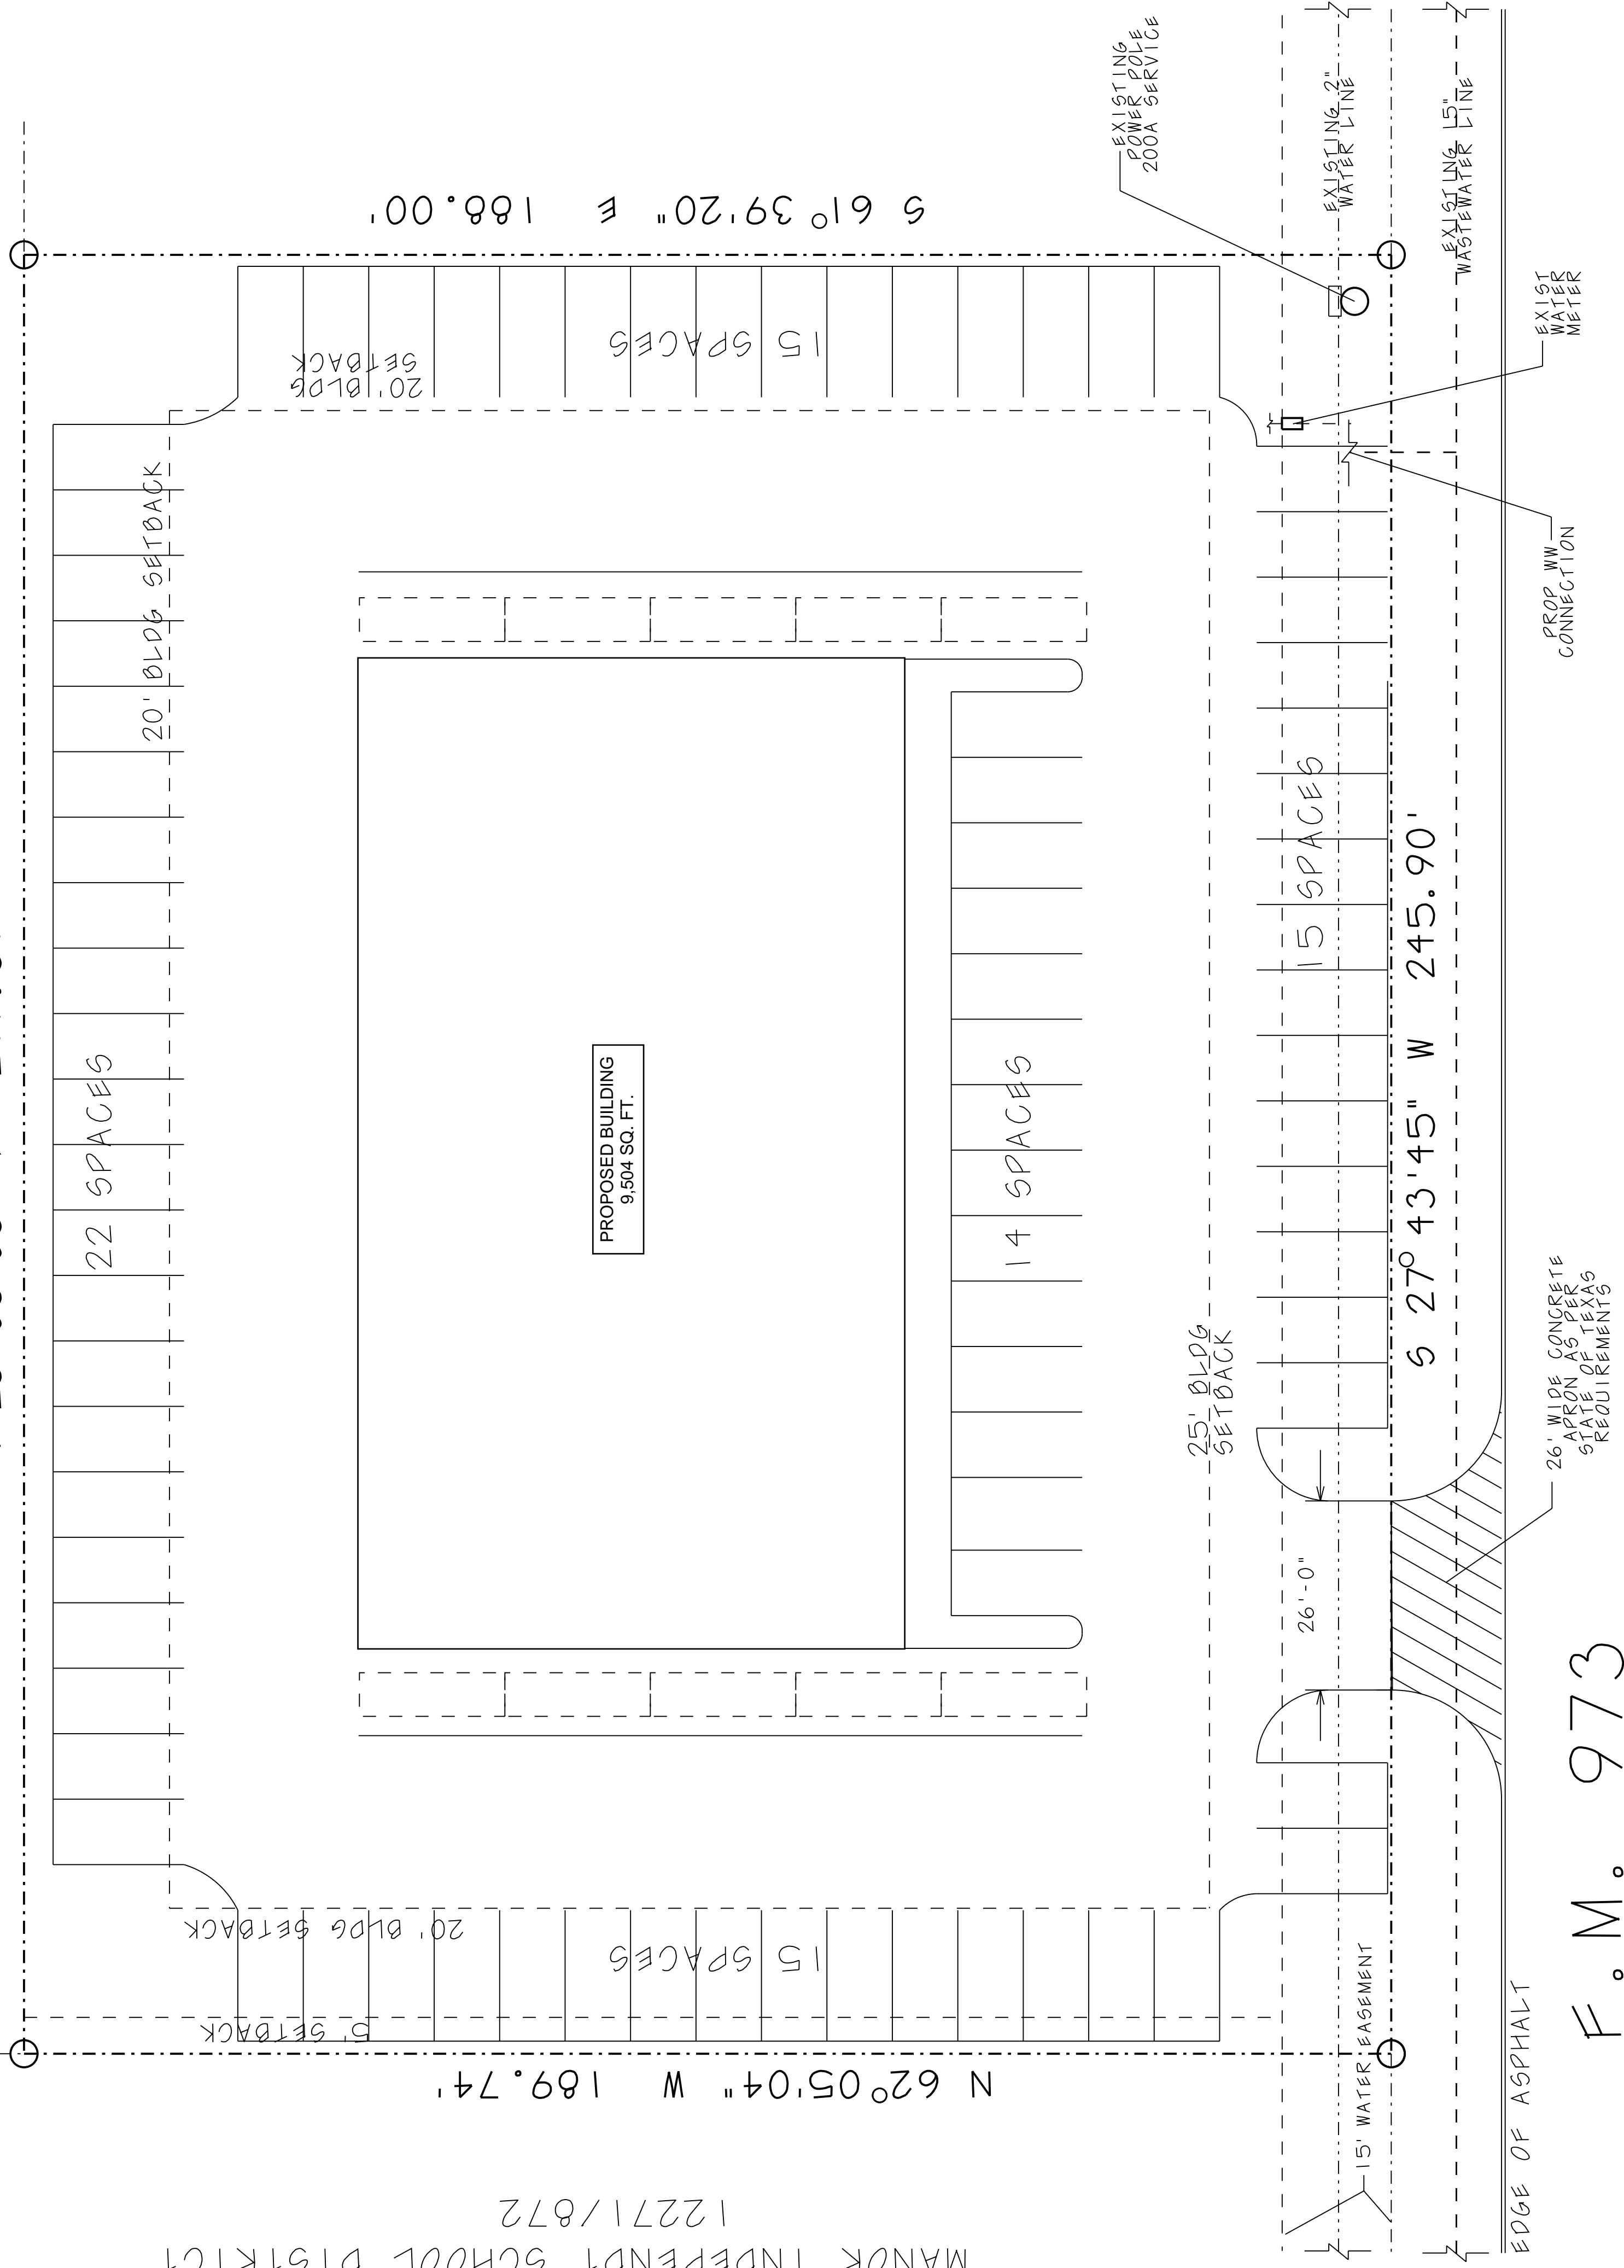 S 61° 39'20" E 188.00'
EXISTING
POWER POLE
200A SERVICE
EXISTING 2"
WATER LINE
EXISTING 15"
WASTEWATER LINE
EXIST
WATER
METER
PROP WW
CONNECTION
20' BLDG
SETBACK
15 SPACES
20' BLDG SETBACK
22 SPACES
PROPOSED BUILDING
9,504 SQ. FT.
14 SPACES
15 SPACES
25' BLDG
SETBACK
S 27° 43'45" W 245.90'
26'-0"
26' WIDE CONCRETE
APRON AS PER
STATE OF TEXAS
REQUIREMENTS
20' BLDG SETBACK
15 SPACES
5' SETBACK
N 62°05'04" W 189.74'
15' WATER EASEMENT
EDGE OF ASPHALT
F.M. 973
MANOR INDEPENDT SCHOOL DISTRICT
12271/872